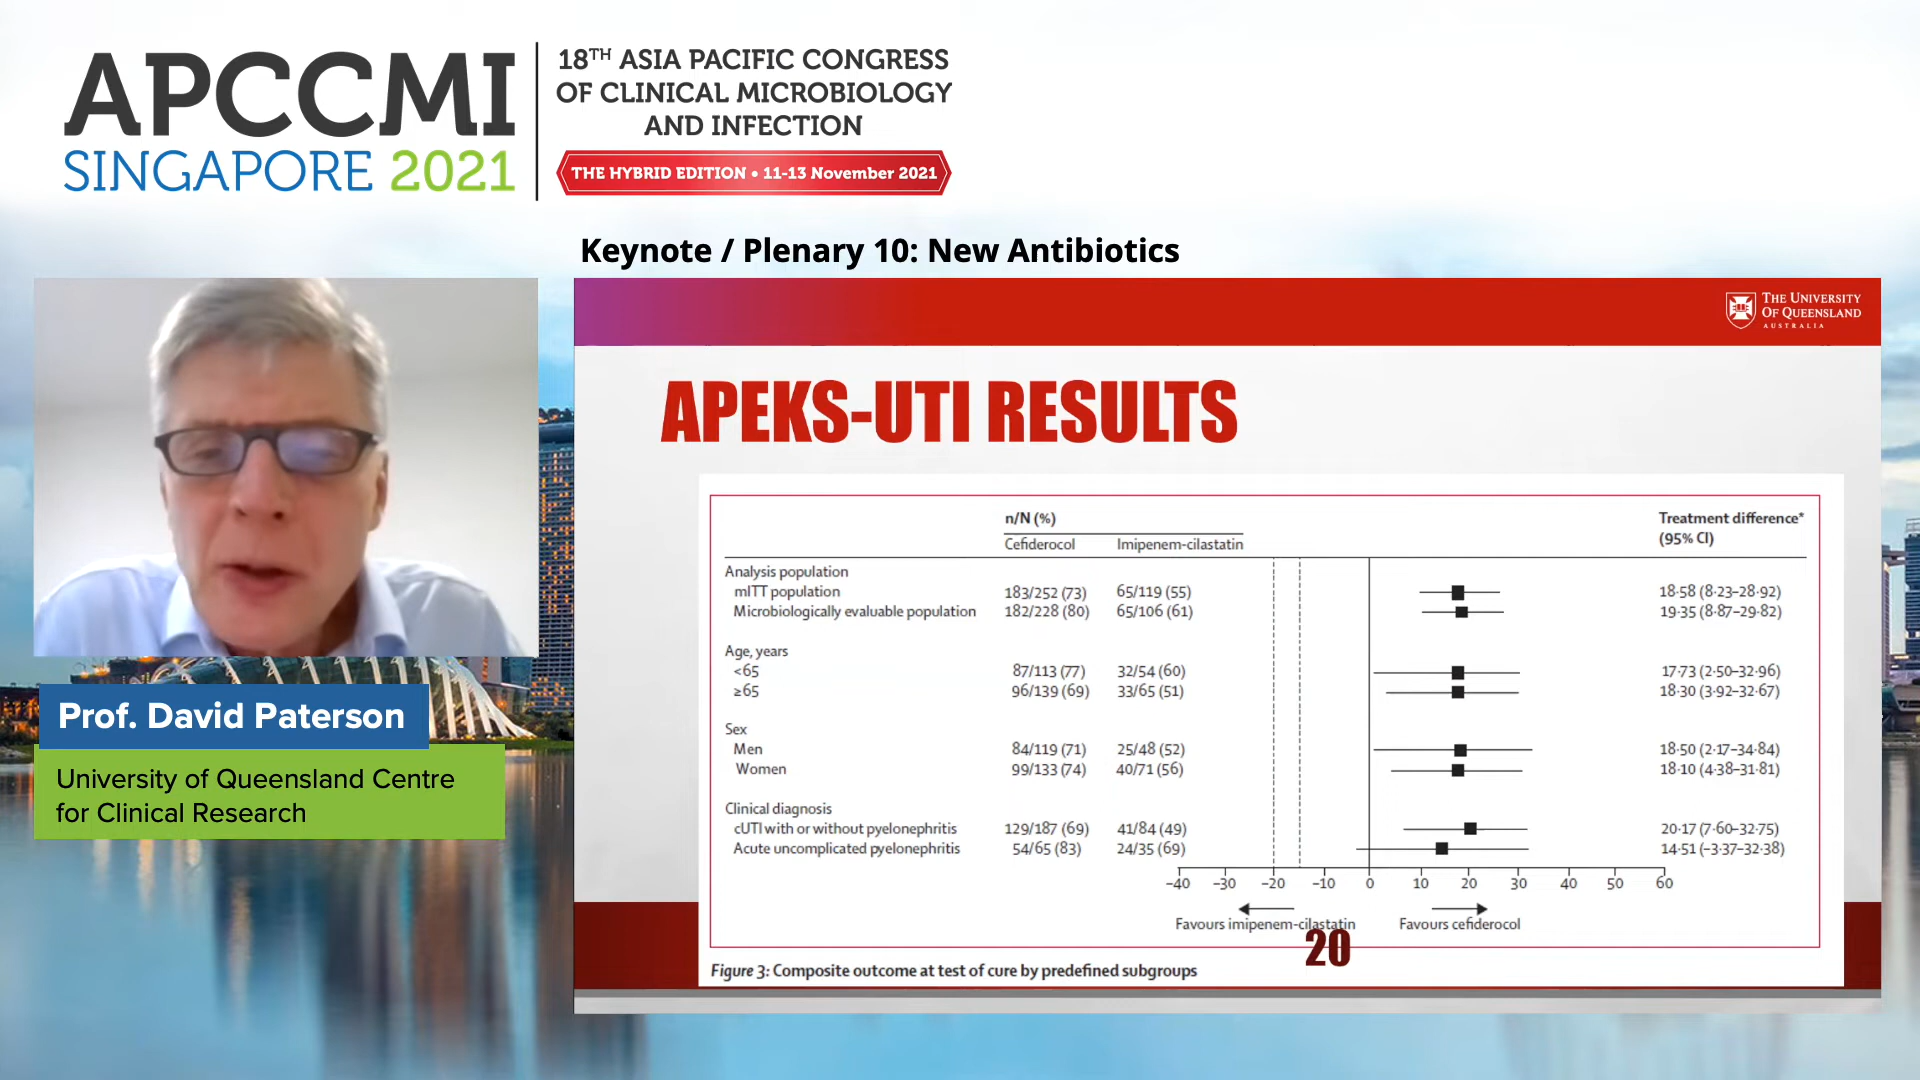 APCCMI
SINGAPORE 2021
18TH ASIA PACIFIC CONGRESS
OF CLINICAL MICROBIOLOGY
AND INFECTION
THE HYBRID EDITION • 11-13 November 2021
Keynote / Plenary 10: New Antibiotics
THE UNIVERSITY
OF QUEENSLAND
AUSTRALIA
APEKS-UTI RESULTS
n/N (%)
Treatment difference*
(95% CI)
Cefiderocol Imipenem-cilastatin
Analysis population
mITT population 183/252 (73) 65/119 (55) 18·58 (8·23–28·92)
Microbiologically evaluable population 182/228 (80) 65/106 (61) 19·35 (8·87–29·82)
Age, years
<65 87/113 (77) 32/54 (60) 17·73 (2·50–32·96)
≥65 96/139 (69) 33/65 (51) 18·30 (3·92–32·67)
Sex
Men 84/119 (71) 25/48 (52) 18·50 (2·17–34·84)
Women 99/133 (74) 40/71 (56) 18·10 (4·38–31·81)
Clinical diagnosis
cUTI with or without pyelonephritis 129/187 (69) 41/84 (49) 20·17 (7·60–32·75)
Acute uncomplicated pyelonephritis 54/65 (83) 24/35 (69) 14·51 (–3·37–32·38)
–40 –30 –20 –10 0 10 20 30 40 50 60
Favours imipenem-cilastatin Favours cefiderocol
20
Figure 3: Composite outcome at test of cure by predefined subgroups
Prof. David Paterson
University of Queensland Centre
for Clinical Research